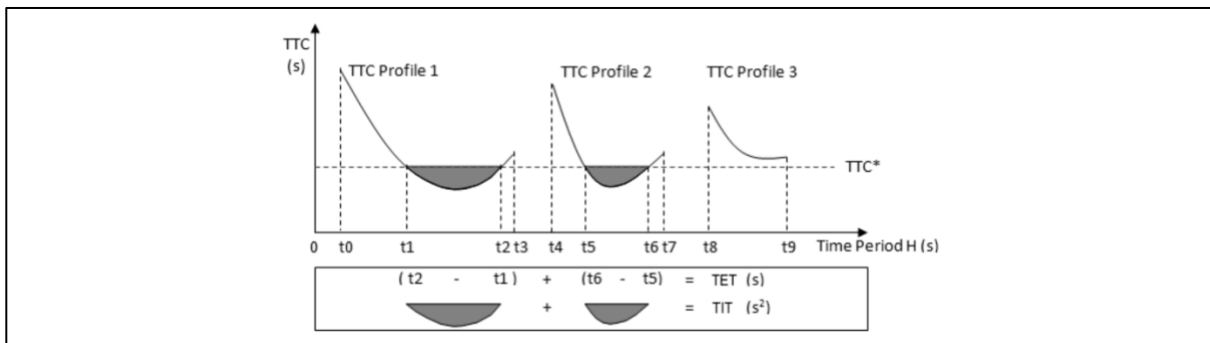 TTC
(s)
TTC Profile 1
TTC Profile 2
TTC Profile 3
TTC*
0 t0 t1 t2 t3 t4 t5 t6 t7 t8 t9 Time Period H (s)
( t2 - t1 ) + (t6 - t5) = TET (s)
+ = TIT (s²)